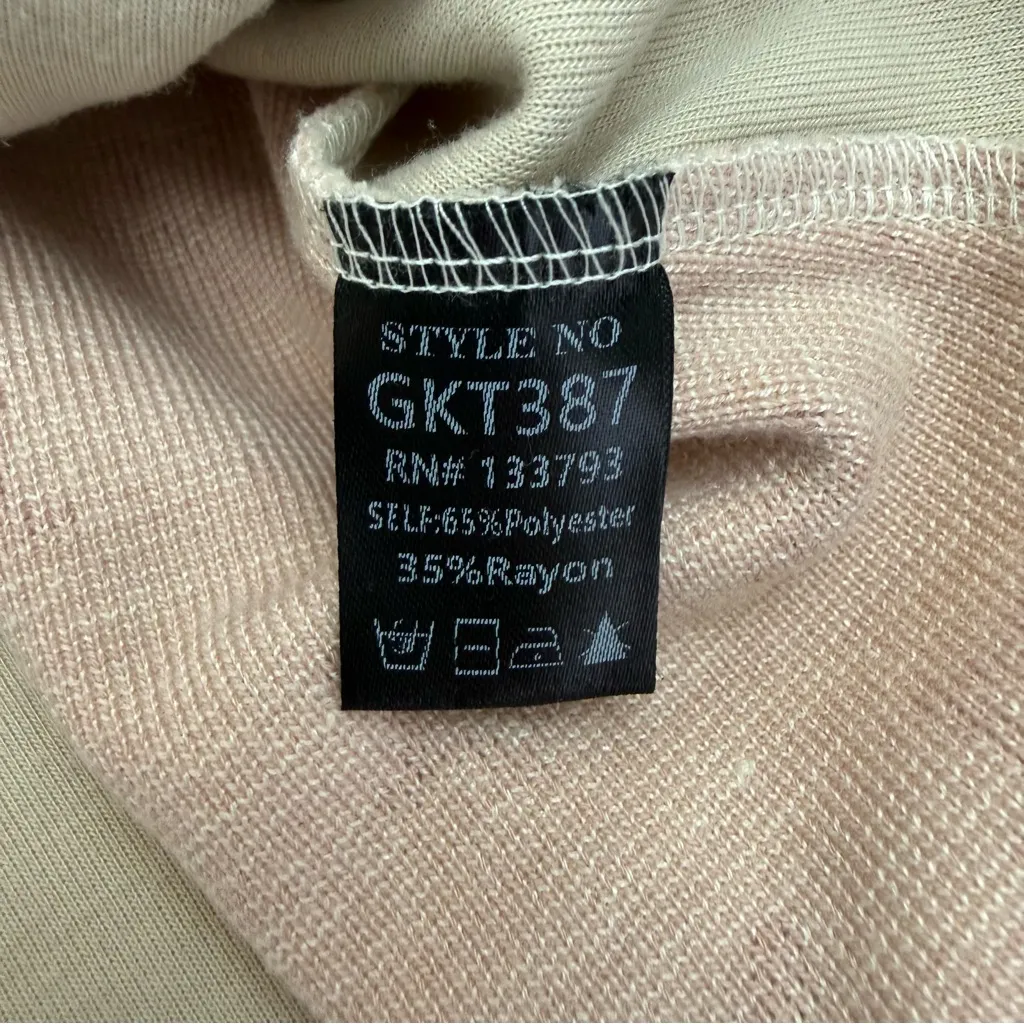 STYLE NO
GKT387
RN# 133793
SELF:65%Polyester
35%Rayon